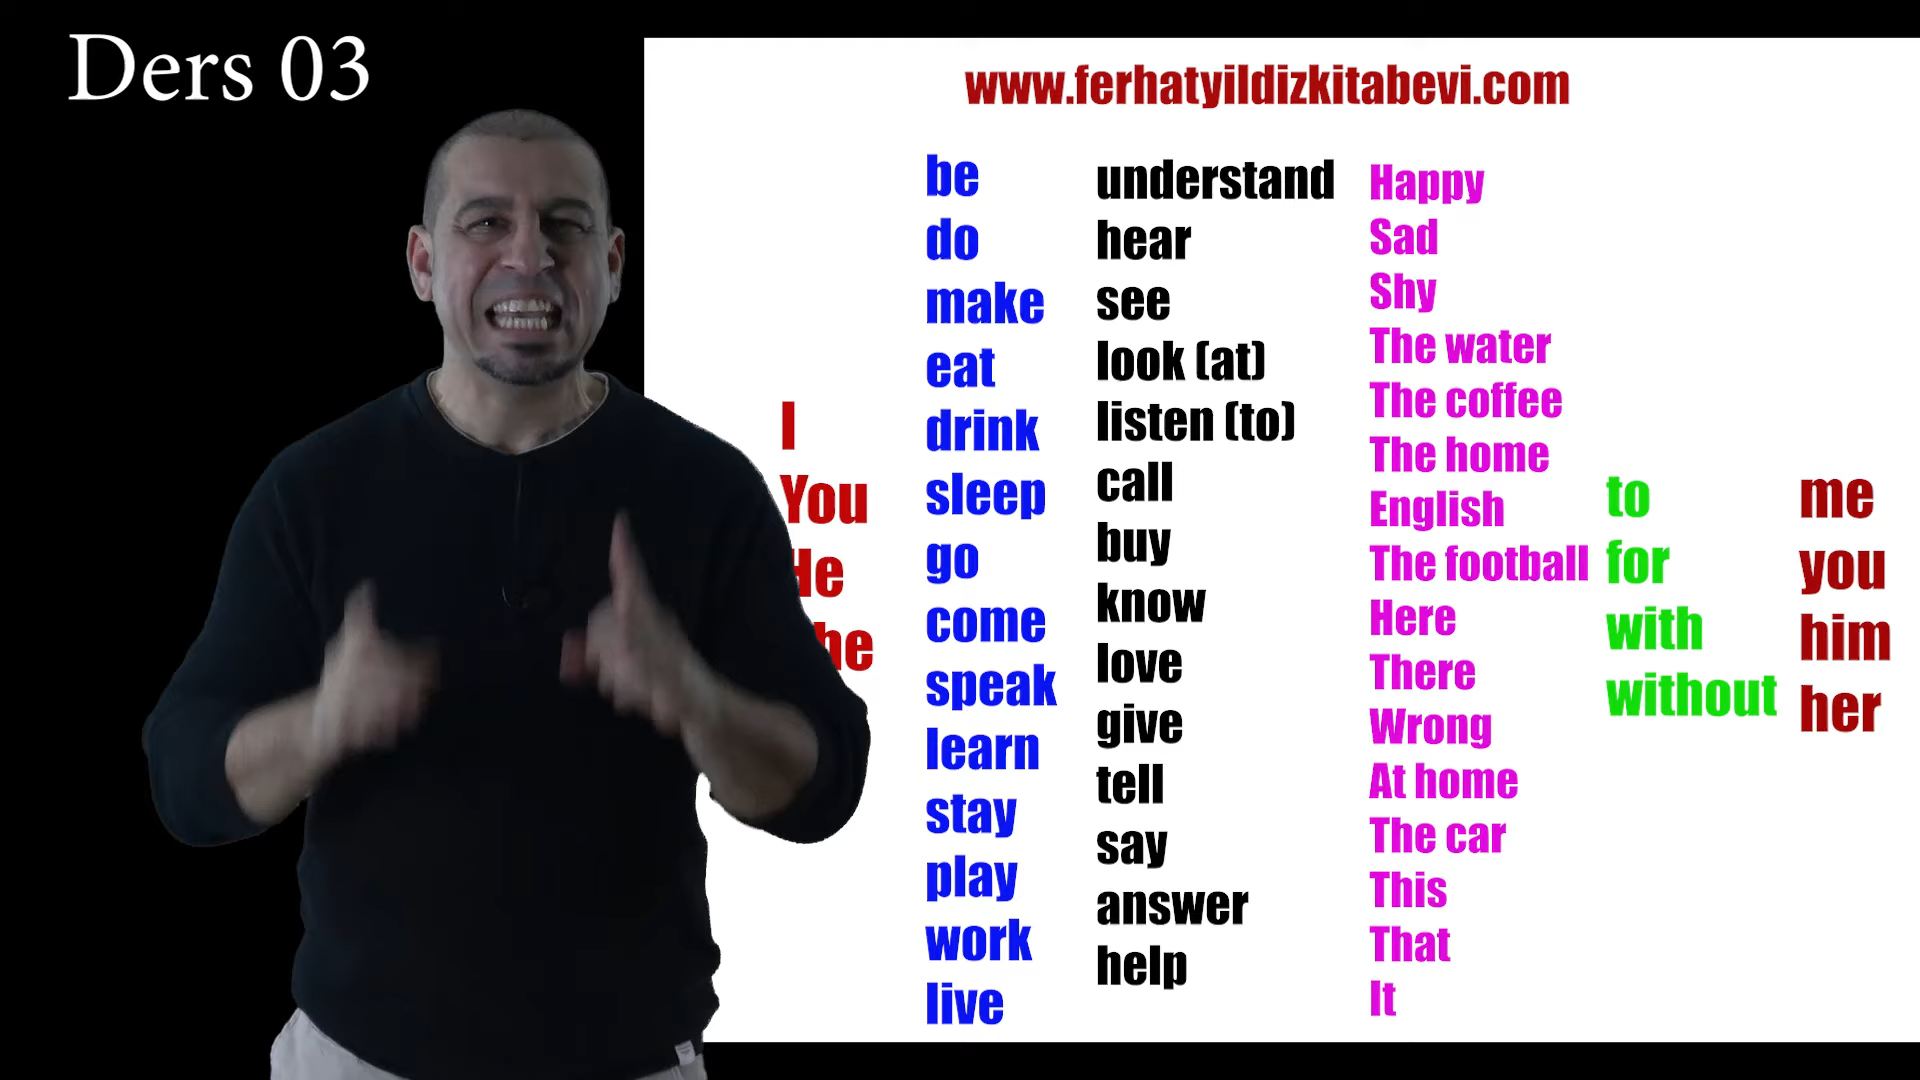 Ders 03
www.ferhatyildizkitabevi.com
I
You
He
he
be
do
make
eat
drink
sleep
go
come
speak
learn
stay
play
work
live
understand
hear
see
look (at)
listen (to)
call
buy
know
love
give
tell
say
answer
help
Happy
Sad
Shy
The water
The coffee
The home
English
The football
Here
There
Wrong
At home
The car
This
That
It
to
for
with
without
me
you
him
her